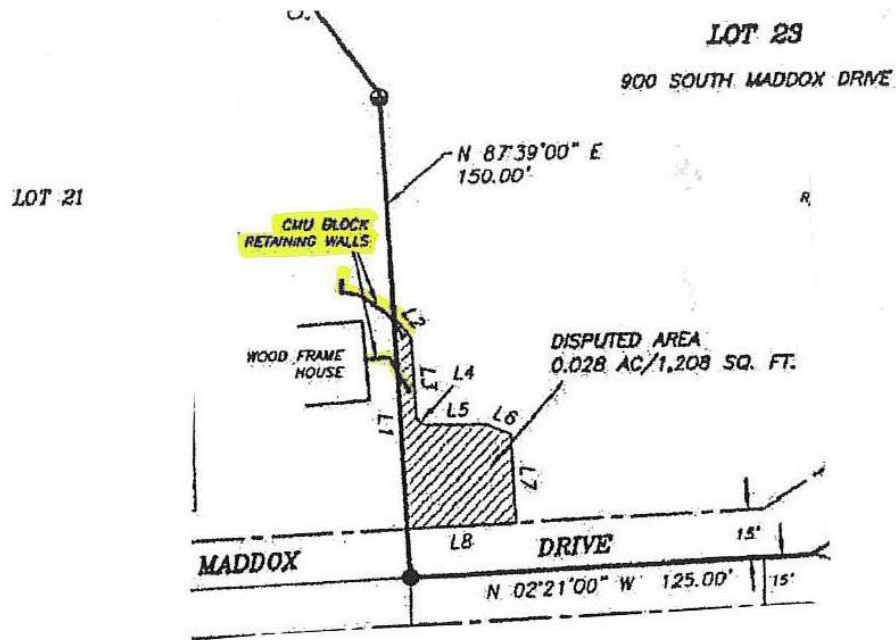 LOT 23
900 SOUTH MADDOX DRIVE
N 87°39'00" E
150.00'
LOT 21
R
CMU BLOCK
RETAINING WALLS
L2
WOOD FRAME
HOUSE
DISPUTED AREA
0.028 AC/1,208 SQ. FT.
L3
L4
L1
L5
L6
L7
L8
MADDOX DRIVE
15'
N 02°21'00" W 125.00'
15'